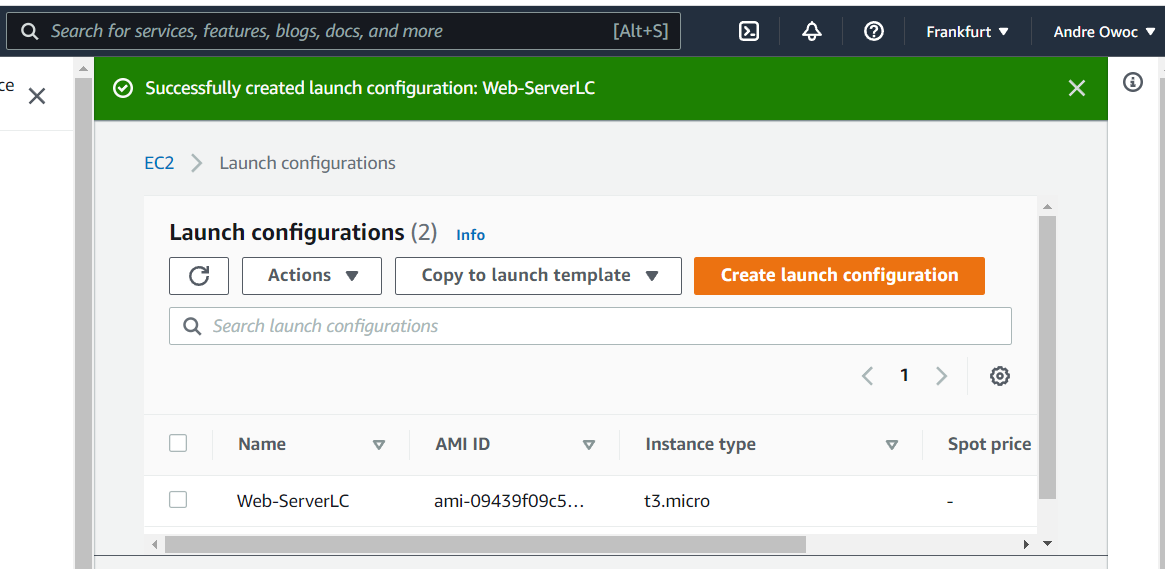 Search for services, features, blogs, docs, and more [Alt+S] Frankfurt Andre Owoc
ce
Successfully created launch configuration: Web-ServerLC
EC2 Launch configurations
Launch configurations (2) Info
Actions Copy to launch template Create launch configuration
Search launch configurations
1
Name AMI ID Instance type Spot price
Web-ServerLC ami-09439f09c5... t3.micro -